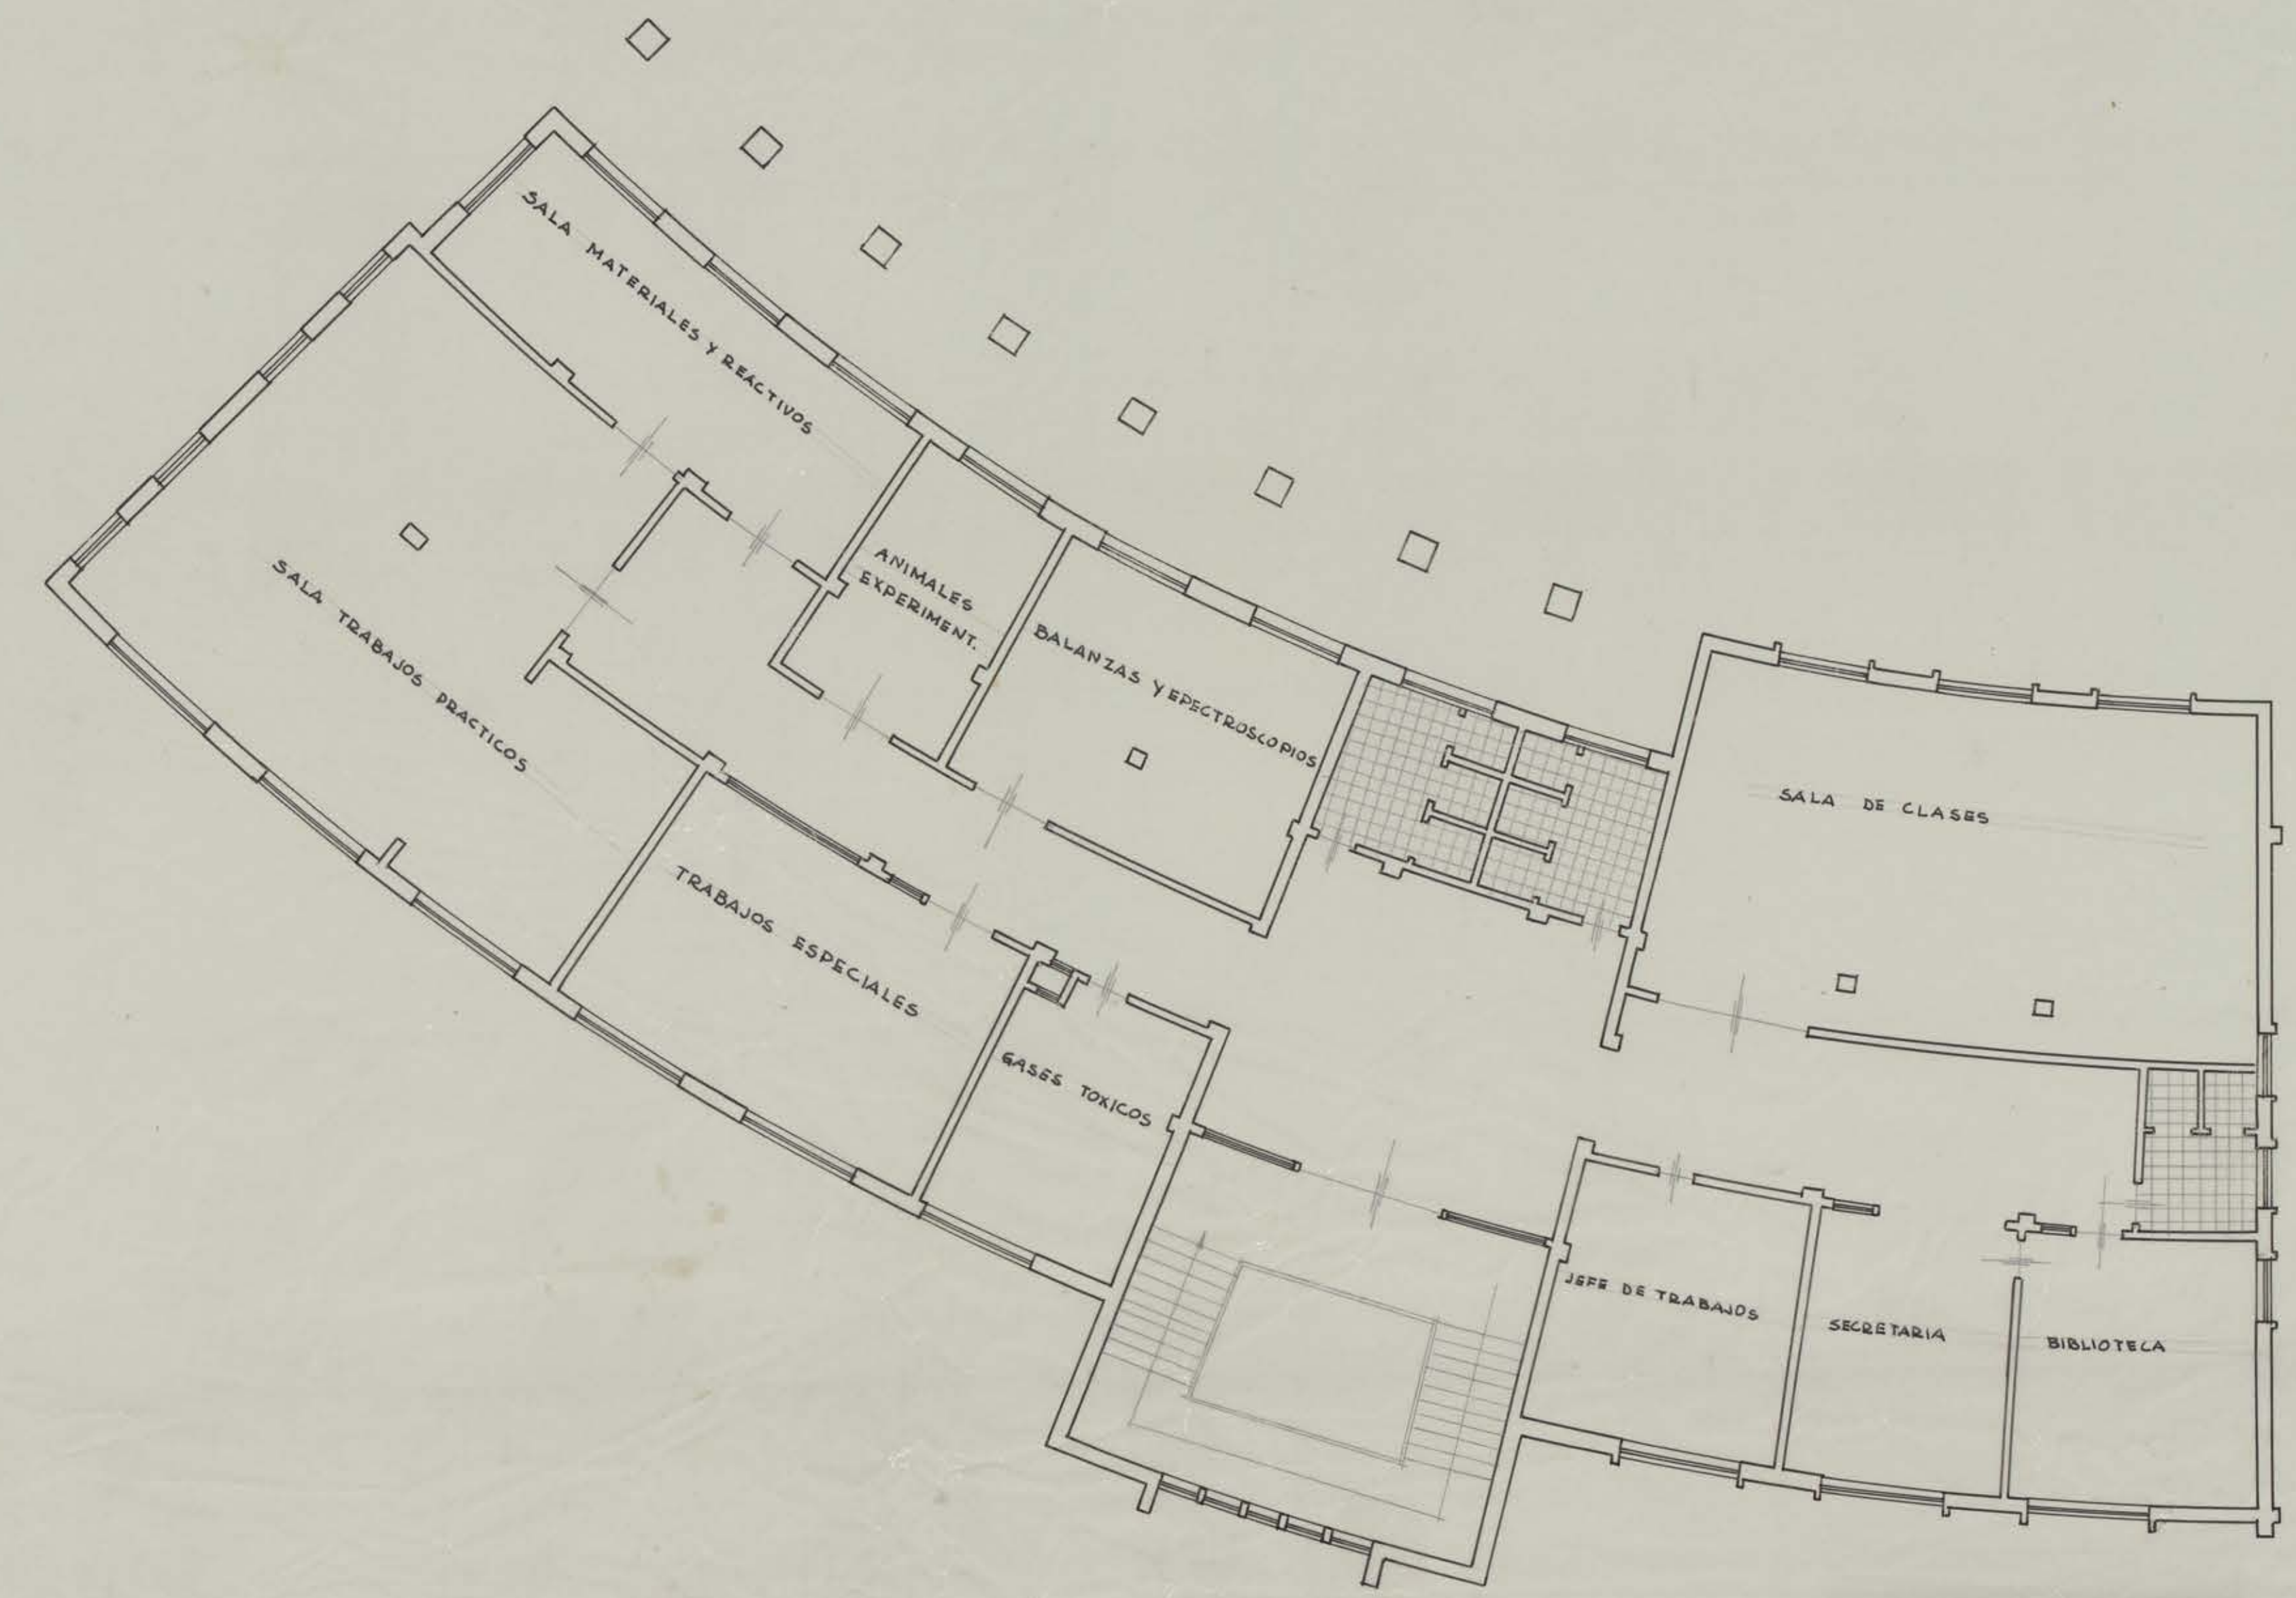 SALA MATERIALES Y REACTIVOS
SALA TRABAJOS PRACTICOS
ANIMALES
EXPERIMENT.
BALANZAS Y EPECTROSCOPIOS
TRABAJOS ESPECIALES
GASES TOXICOS
SALA DE CLASES
JEFE DE TRABAJOS
SECRETARIA
BIBLIOTECA